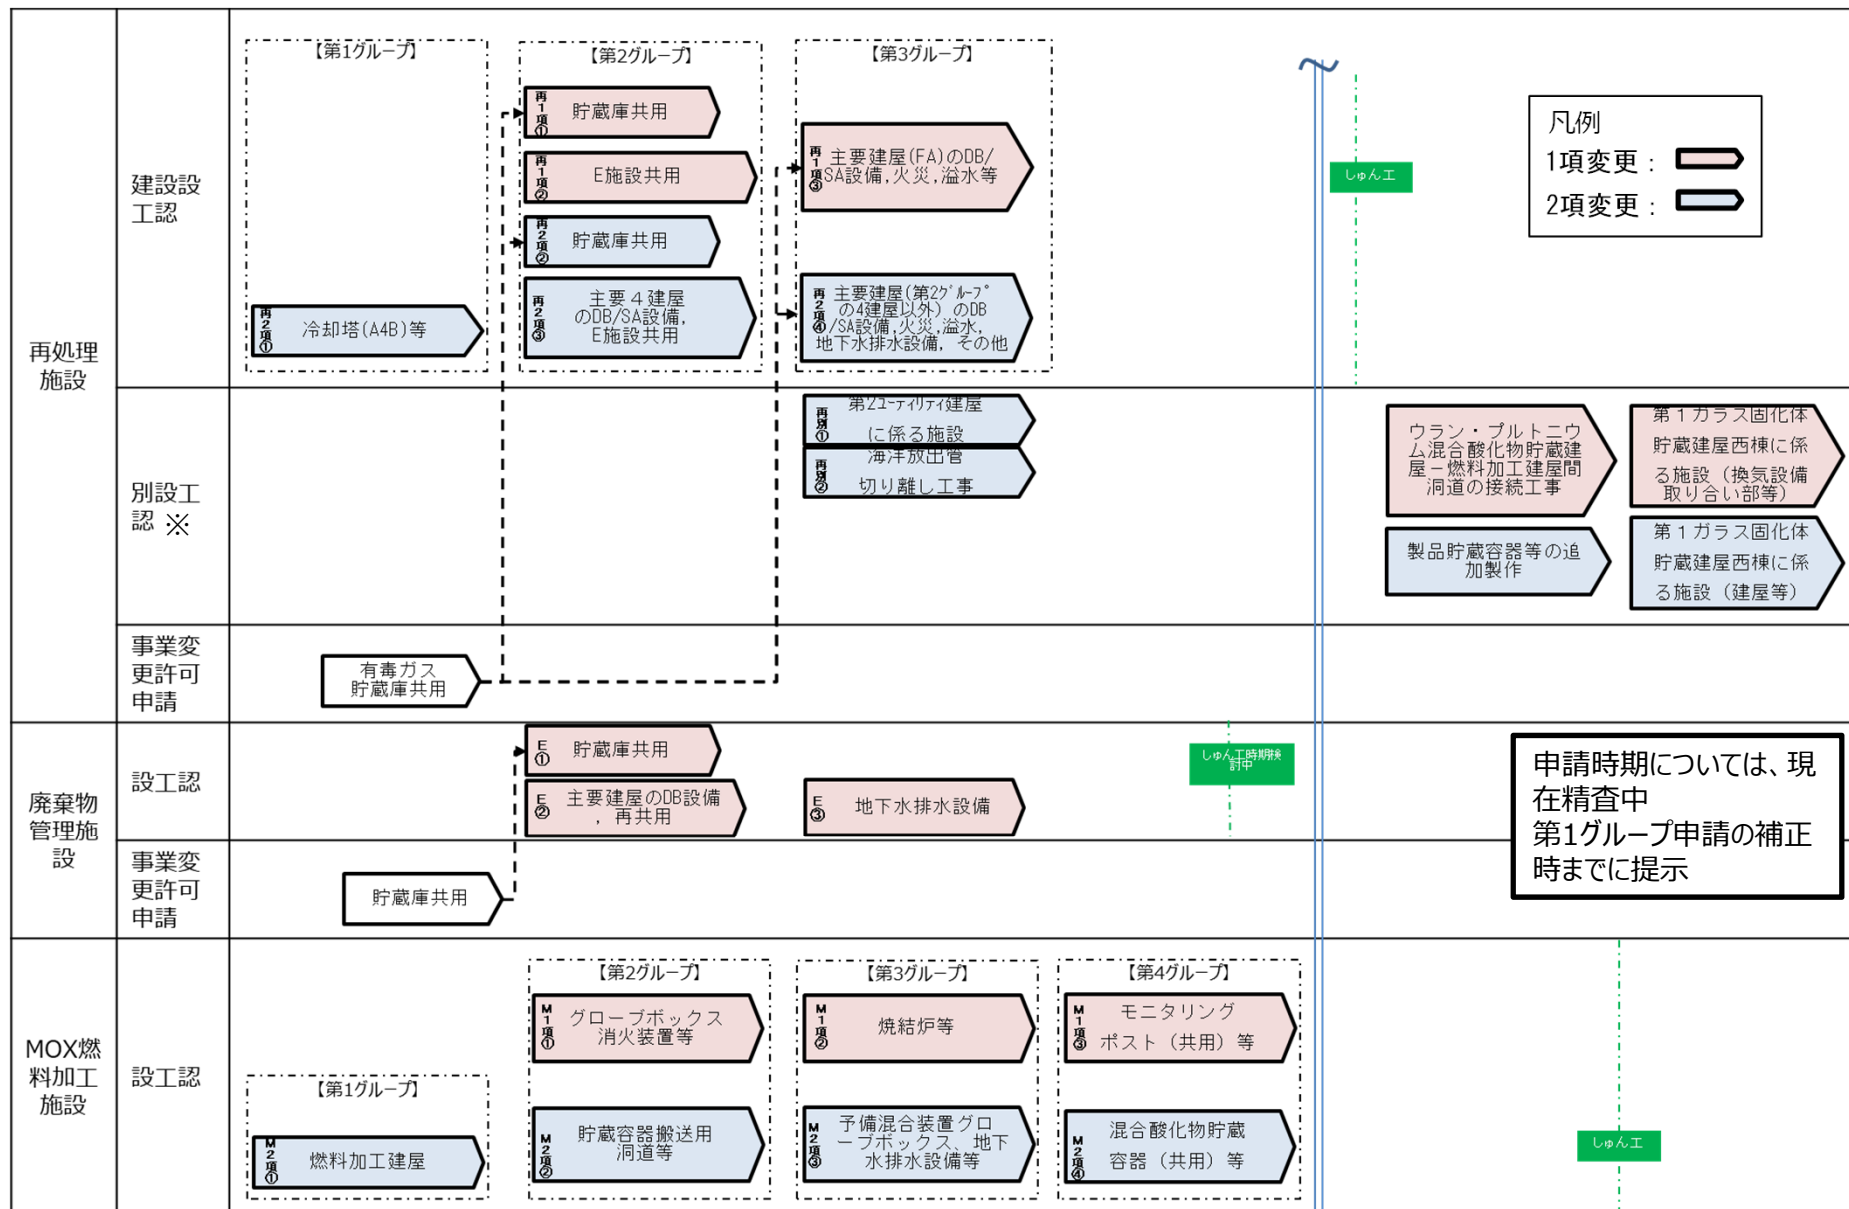 再処理
施設
建設設
工認
【第1グループ】
再2項①
冷却塔(A4B)等
【第2グループ】
再1項①
貯蔵庫共用
再1項②
E施設共用
再2項②
貯蔵庫共用
再2項③
主要４建屋
のDB/SA設備,
E施設共用
【第3グループ】
再1項③
主要建屋(FA)のDB/
SA設備,火災,溢水等
再2項④
主要建屋(第2ｸﾞﾙｰﾌﾟ
の4建屋以外）のDB
/SA設備,火災,溢水,
地下水排水設備，その他
しゅん工
凡例
1項変更：
2項変更：
別設工
認 ※
再別①
第2ﾕｰﾃｨﾘﾃｨ建屋
に係る施設
再別②
海洋放出管
切り離し工事
ウラン・プルトニウ
ム混合酸化物貯蔵建
屋－燃料加工建屋間
洞道の接続工事
第１ガラス固化体
貯蔵建屋西棟に係
る施設（換気設備
取り合い部等）
製品貯蔵容器等の追
加製作
第１ガラス固化体
貯蔵建屋西棟に係
る施設（建屋等）
事業変
更許可
申請
有毒ガス
貯蔵庫共用
廃棄物
管理施
設
設工認
E①
貯蔵庫共用
E②
主要建屋のDB設備
，再共用
E③
地下水排水設備
しゅん工時期検
討中
事業変
更許可
申請
貯蔵庫共用
申請時期については、現
在精査中
第1グループ申請の補正
時までに提示
MOX燃
料加工
施設
設工認
【第1グループ】
M2項①
燃料加工建屋
【第2グループ】
M1項①
グローブボックス
消火装置等
M2項②
貯蔵容器搬送用
洞道等
【第3グループ】
M1項②
焼結炉等
M2項③
予備混合装置グロ
ーブボックス、地下
水排水設備等
【第4グループ】
M1項③
モニタリング
ポスト（共用）等
M2項④
混合酸化物貯蔵
容器（共用）等
しゅん工